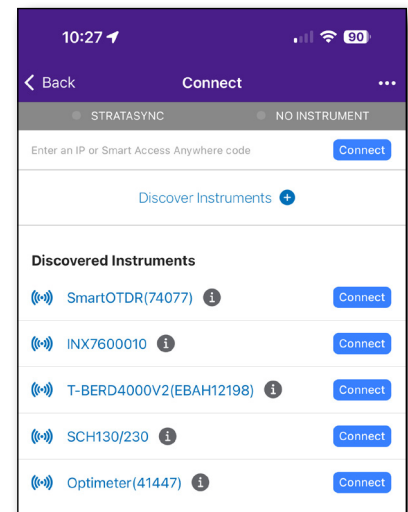 10:27
90
Back
Connect
STRATASYNC
NO INSTRUMENT
Enter an IP or Smart Access Anywhere code
Connect
Discover Instruments
Discovered Instruments
SmartOTDR(74077)
Connect
INX7600010
Connect
T-BERD4000V2(EBAH12198)
Connect
SCH130/230
Connect
Optimeter(41447)
Connect